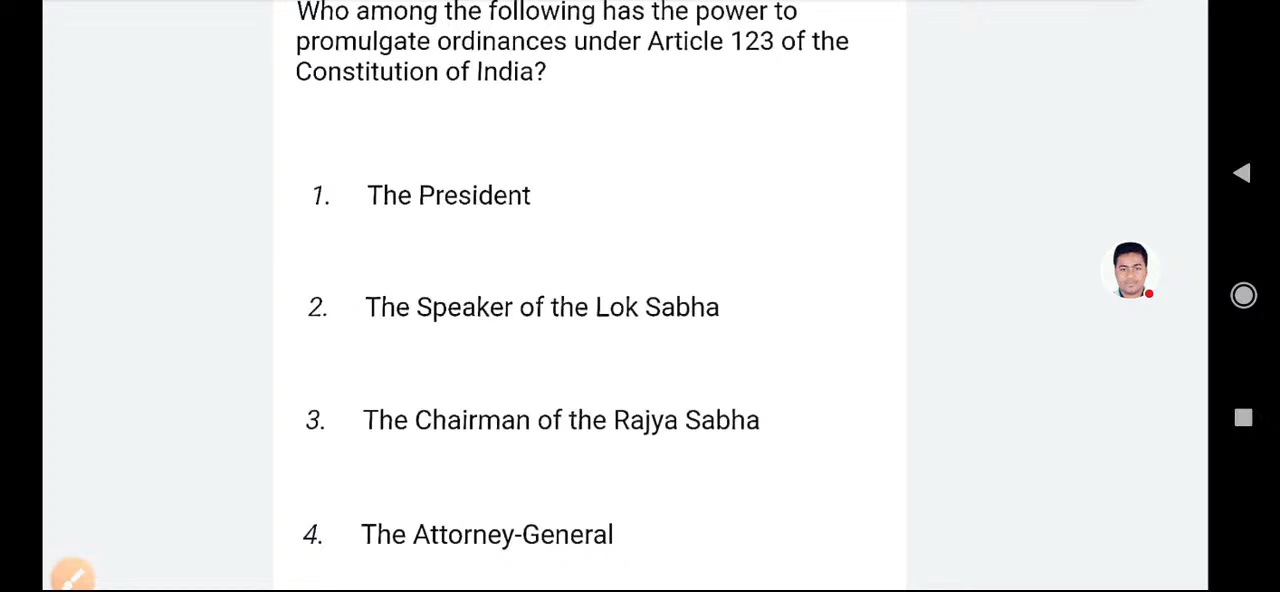 Who among the following has the power to
promulgate ordinances under Article 123 of the
Constitution of India?
1. The President
2. The Speaker of the Lok Sabha
3. The Chairman of the Rajya Sabha
4. The Attorney-General